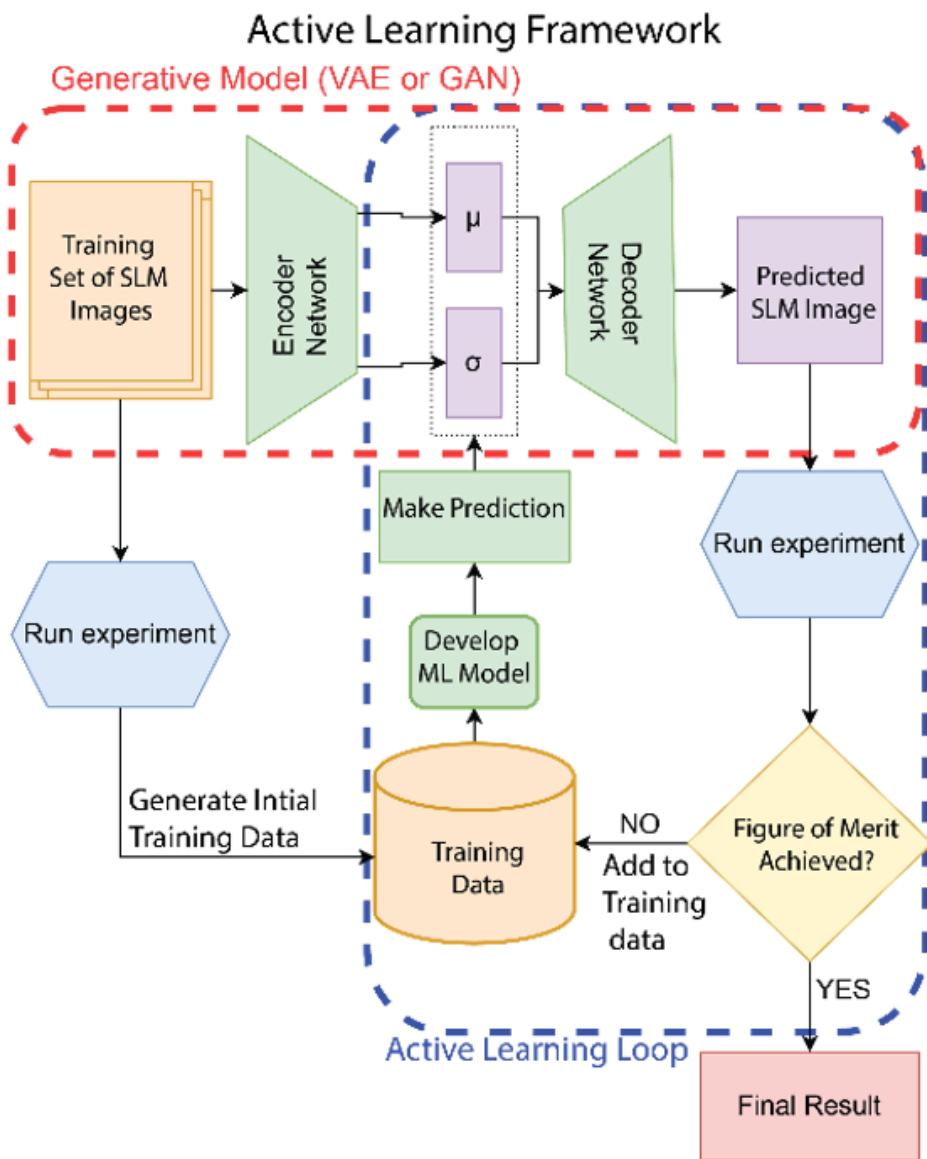 Active Learning Framework
Generative Model (VAE or GAN)
Training
Set of SLM
Images
Encoder
Network
μ
σ
Decoder
Network
Predicted
SLM Image
Make Prediction
Run experiment
Run experiment
Develop
ML Model
Generate Intial
Training Data
Training
Data
NO
Add to
Training
data
Figure of Merit
Achieved?
YES
Active Learning Loop
Final Result